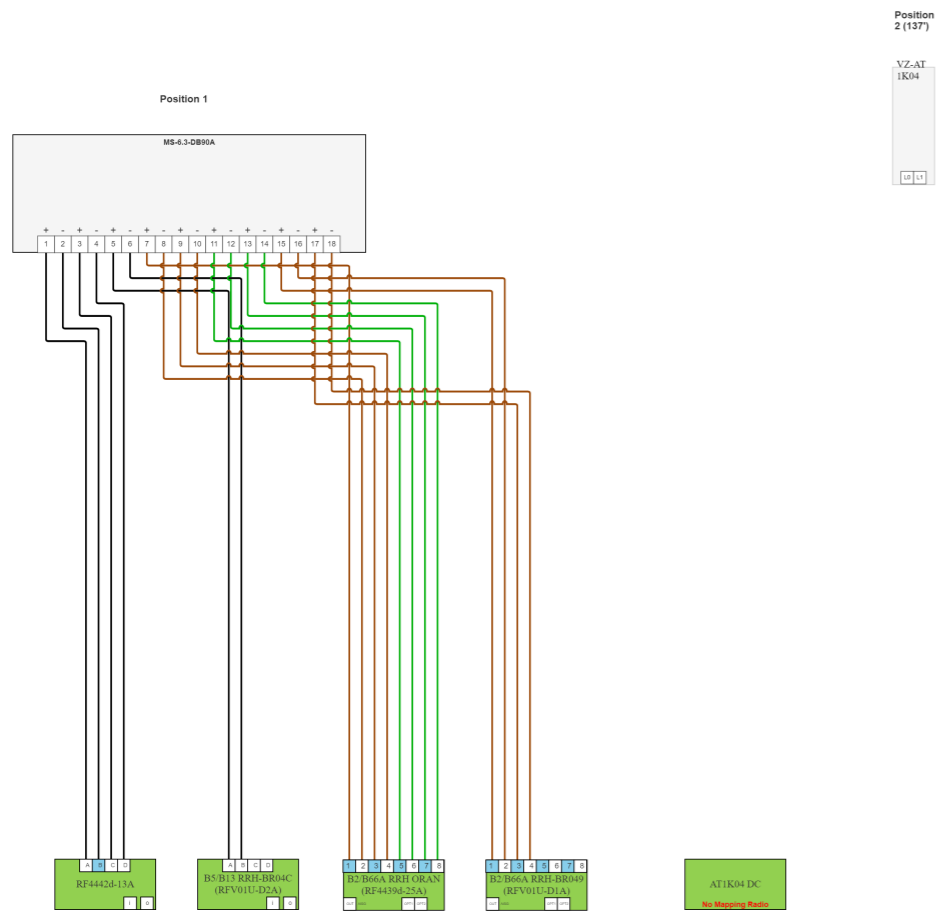 Position
2 (137')
VZ-AT
1K04
L0 L1
Position 1
MS-6.3-DB90A
+ - + - + - + - + - + - + - + - + -
1 2 3 4 5 6 7 8 9 10 11 12 13 14 15 16 17 18
A B C D
RF4442d-13A
I O
A B C D
B5/B13 RRH-BR04C
(RFV01U-D2A)
I O
1 2 3 4 5 6 7 8
B2/B66A RRH ORAN
(RF4439d-25A)
1 2 3 4 5 6 7 8
B2/B66A RRH-BR049
(RFV01U-D1A)
AT1K04 DC
No Mapping Radio